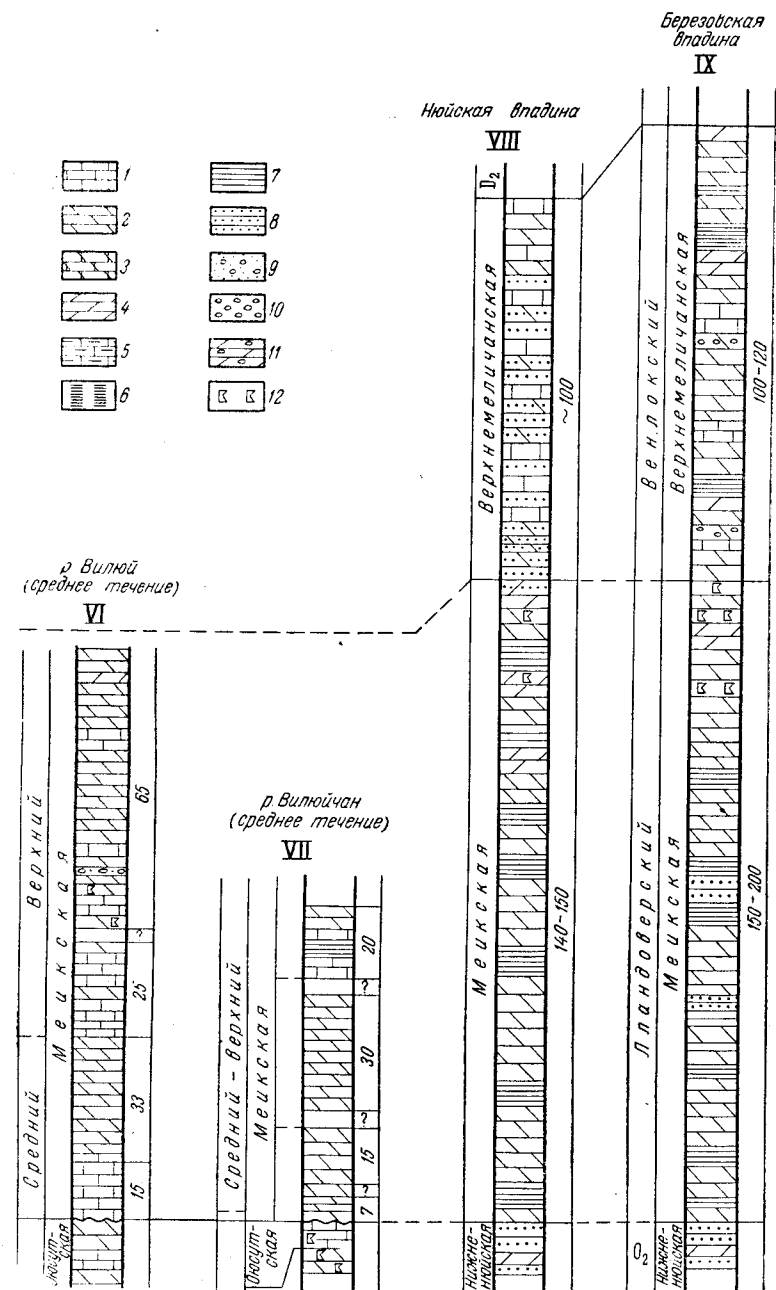 Березовская
впадина
IX
Нюйская впадина
VIII
1
2
3
4
5
6
7
8
9
10
11
12
р Вилюй
(среднее течение)
VI
Верхний
Средний
Меикская
Оюсут-
ская
65
?
25
33
15
р. Вилюйчан
(среднее течение)
VII
Средний - Верхний
Меикская
Оюсутская
20
?
30
?
15
?
7
D2
Верхнемеличанская
~100
Меикская
140-150
Нижне-
нюйская
Венлокский
Верхнемеличанская
100-120
Лландоверский
Меикская
150-200
O2
Нижне-
нюйская